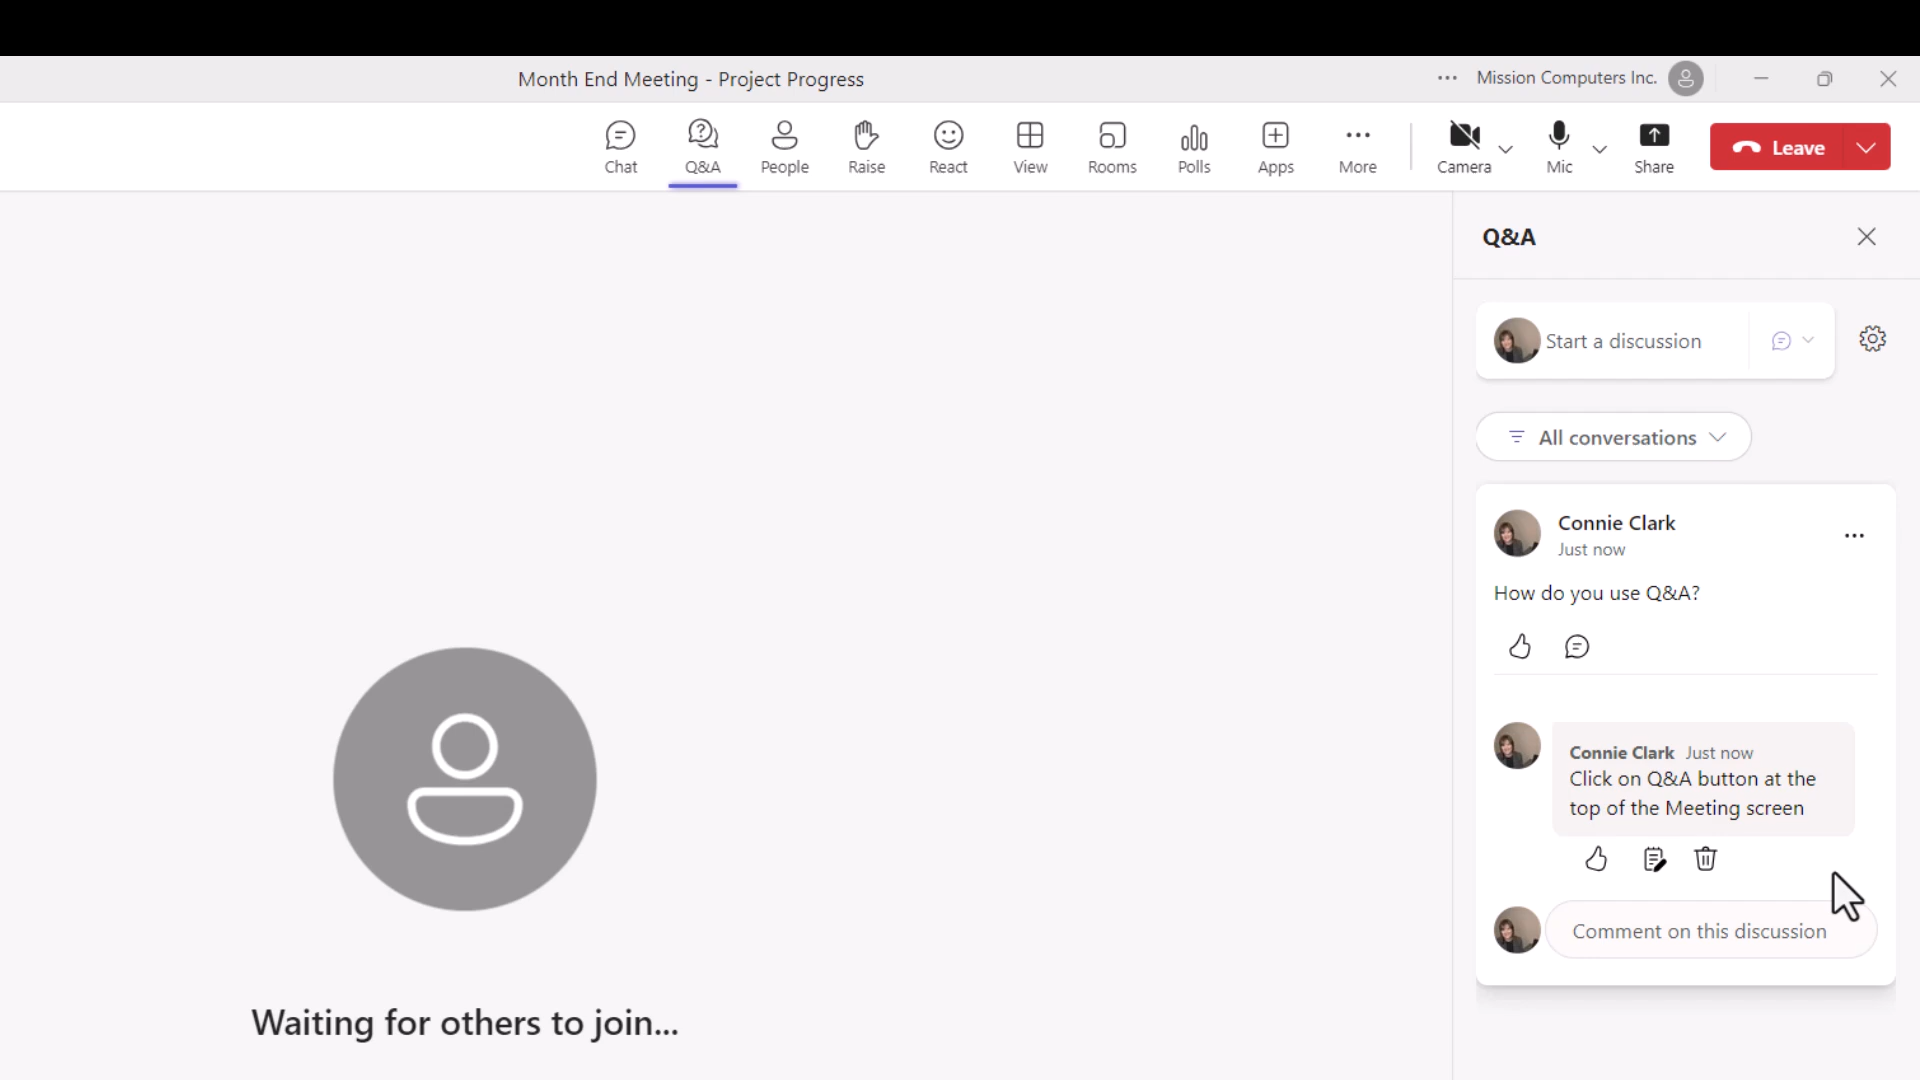 Month End Meeting - Project Progress
Mission Computers Inc.
Chat
Q&A
People
Raise
React
View
Rooms
Polls
Apps
More
Camera
Mic
Share
Leave
Q&A
Start a discussion
All conversations
Connie Clark
Just now
How do you use Q&A?
Connie Clark Just now
Click on Q&A button at the
top of the Meeting screen
Comment on this discussion
Waiting for others to join...